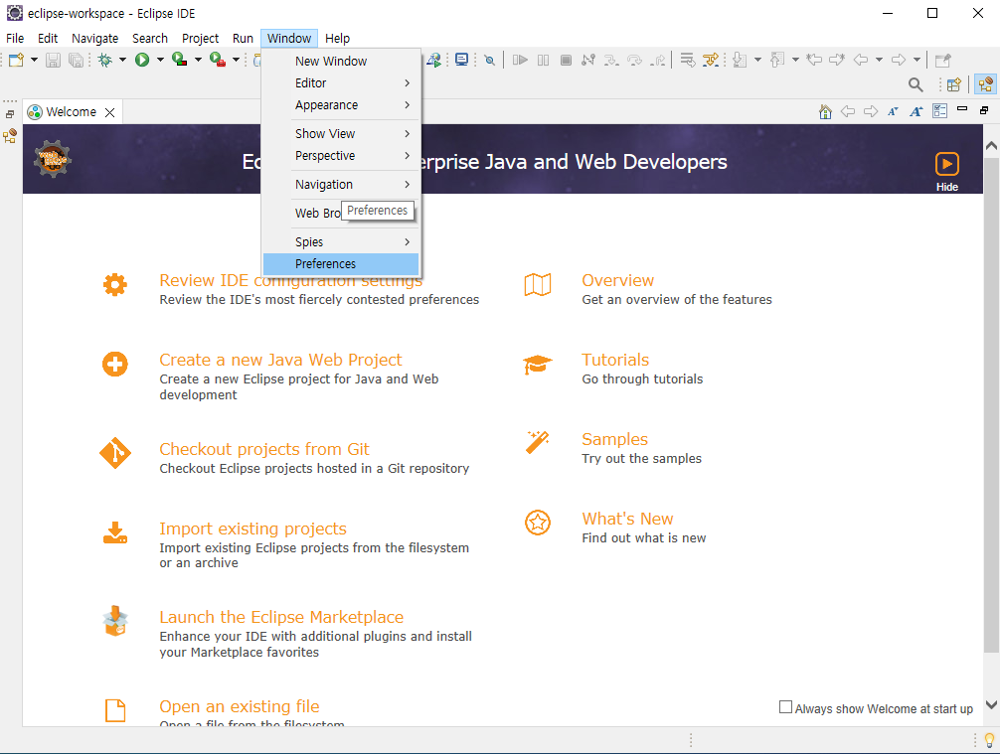 eclipse-workspace - Eclipse IDE
File Edit Navigate Search Project Run Window Help
New Window
Editor
Appearance
Show View
Perspective
Navigation
Web Bro
Preferences
Spies
Preferences
Welcome
Ec
erprise Java and Web Developers
Hide
Review IDE configuration settings
Review the IDE's most fiercely contested preferences
Create a new Java Web Project
Create a new Eclipse project for Java and Web
development
Checkout projects from Git
Checkout Eclipse projects hosted in a Git repository
Import existing projects
Import existing Eclipse projects from the filesystem
or an archive
Launch the Eclipse Marketplace
Enhance your IDE with additional plugins and install
your Marketplace favorites
Open an existing file
Open a file from the filesystem
Overview
Get an overview of the features
Tutorials
Go through tutorials
Samples
Try out the samples
What's New
Find out what is new
Always show Welcome at start up